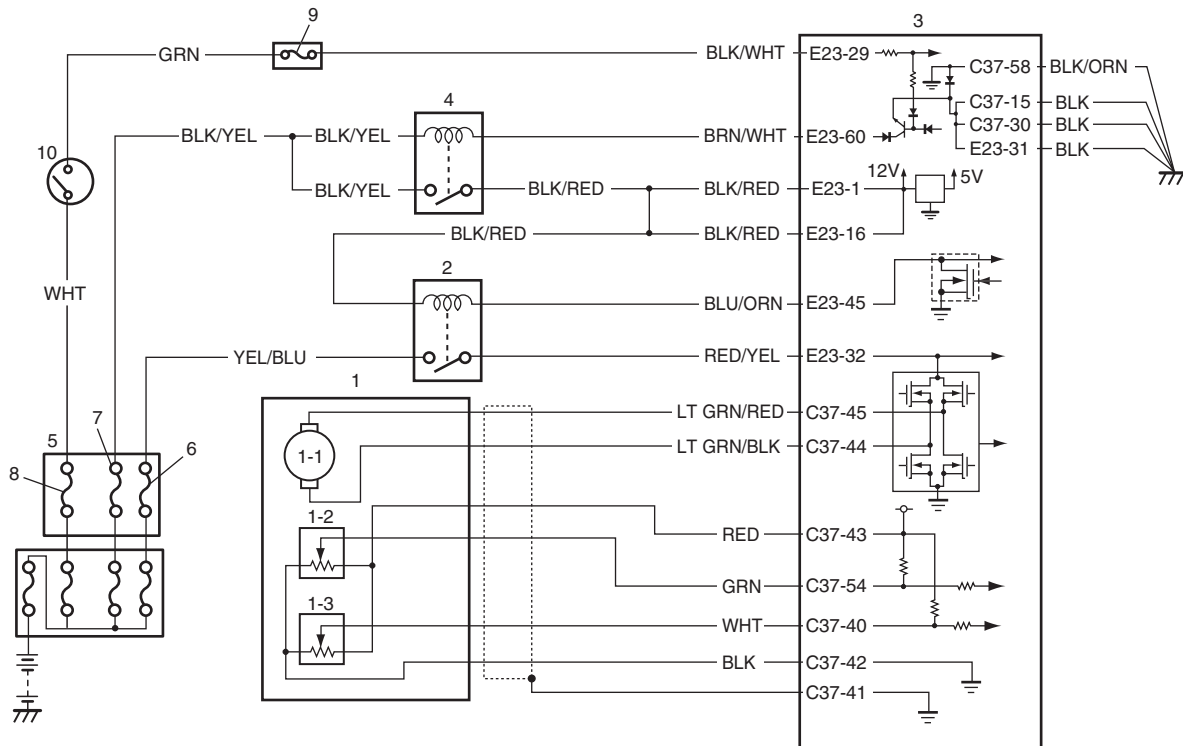 9
3
GRN
BLK/WHT
E23-29
C37-58
BLK/ORN
4
C37-15
BLK
BLK/YEL
BLK/YEL
BRN/WHT
E23-60
C37-30
BLK
10
E23-31
BLK
12V
5V
BLK/YEL
BLK/RED
BLK/RED
E23-1
BLK/RED
BLK/RED
E23-16
2
WHT
BLU/ORN
E23-45
YEL/BLU
RED/YEL
E23-32
1
LT GRN/RED
C37-45
7
5
6
LT GRN/BLK
C37-44
1-1
8
1-2
RED
C37-43
GRN
C37-54
1-3
WHT
C37-40
BLK
C37-42
C37-41